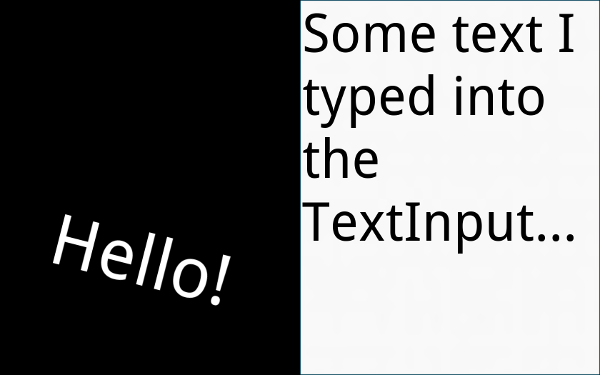 Hello!
Some text I
typed into
the
TextInput...